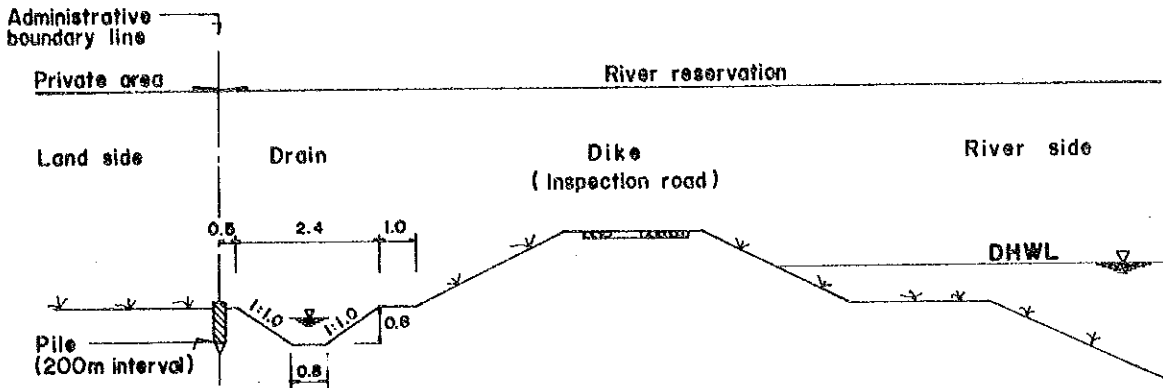 Administrative
boundary line
Private area
River reservation
Land side
Drain
Dike
River side
(Inspection road)
0.5
2.4
1.0
DHWL
1:1.0
1:1.0
0.8
Pile
(200m interval)
0.8